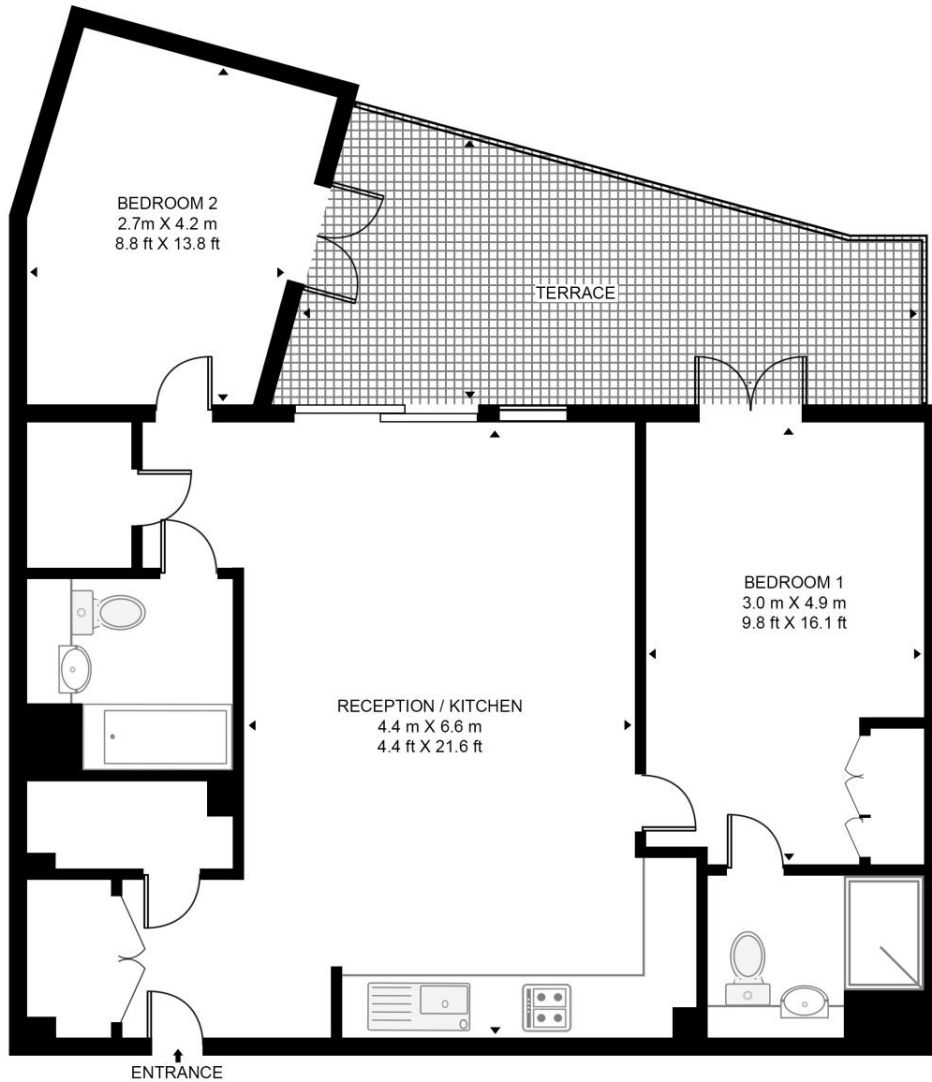 BEDROOM 2
2.7m X 4.2 m
8.8 ft X 13.8 ft
TERRACE
BEDROOM 1
3.0 m X 4.9 m
9.8 ft X 16.1 ft
RECEPTION / KITCHEN
4.4 m X 6.6 m
4.4 ft X 21.6 ft
ENTRANCE